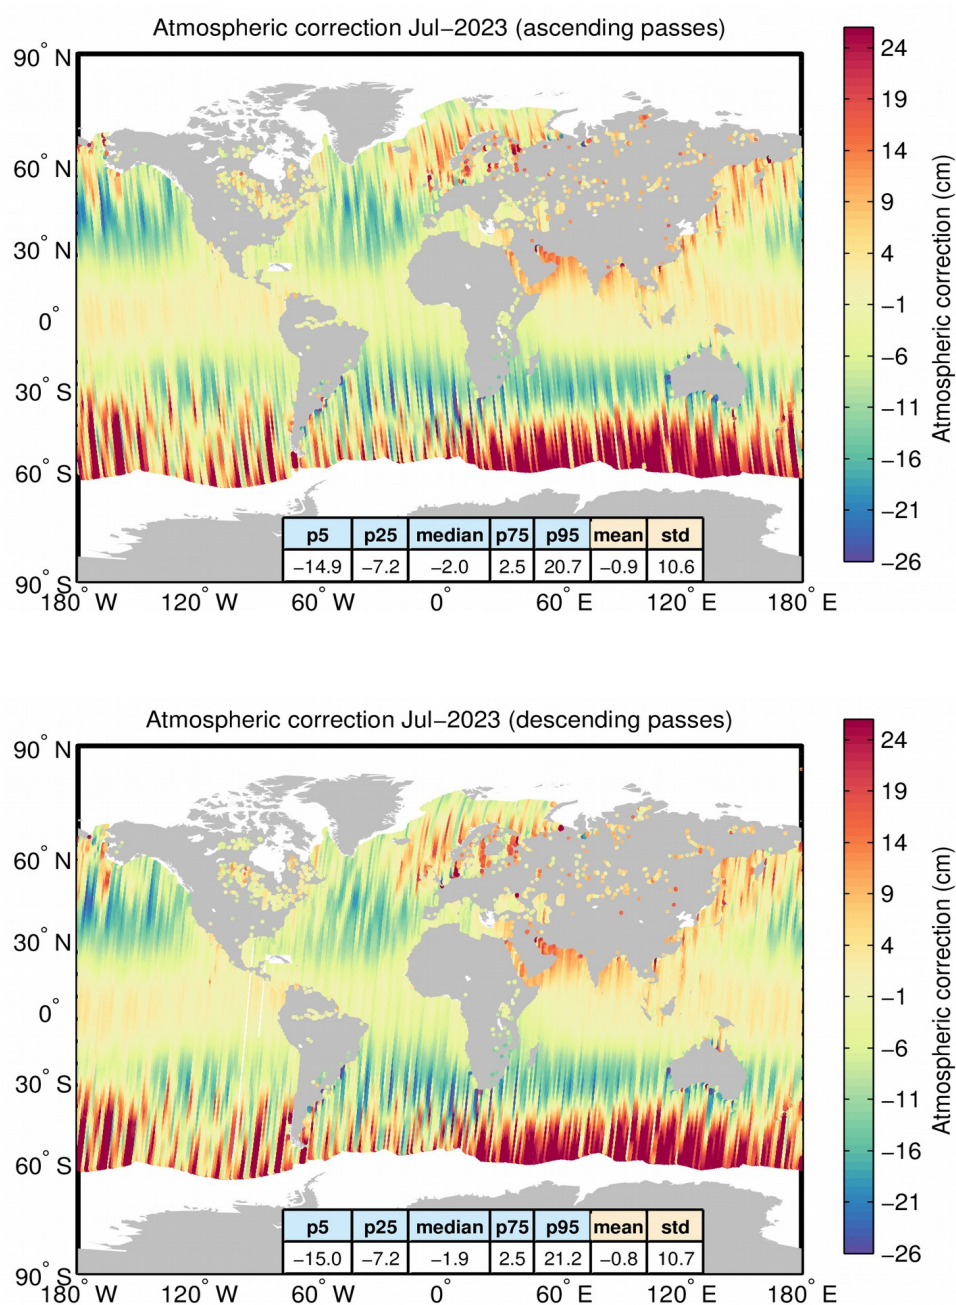 Atmospheric correction Jul−2023 (ascending passes)
90° N
60° N
30° N
0°
30° S
60° S
90° S
180° W 120° W 60° W 0° 60° E 120° E 180° E
p5 p25 median p75 p95 mean std
−14.9 −7.2 −2.0 2.5 20.7 −0.9 10.6
24
19
14
9
4
−1
−6
−11
−16
−21
−26
Atmospheric correction (cm)
Atmospheric correction Jul−2023 (descending passes)
90° N
60° N
30° N
0°
30° S
60° S
90° S
180° W 120° W 60° W 0° 60° E 120° E 180° E
p5 p25 median p75 p95 mean std
−15.0 −7.2 −1.9 2.5 21.2 −0.8 10.7
24
19
14
9
4
−1
−6
−11
−16
−21
−26
Atmospheric correction (cm)